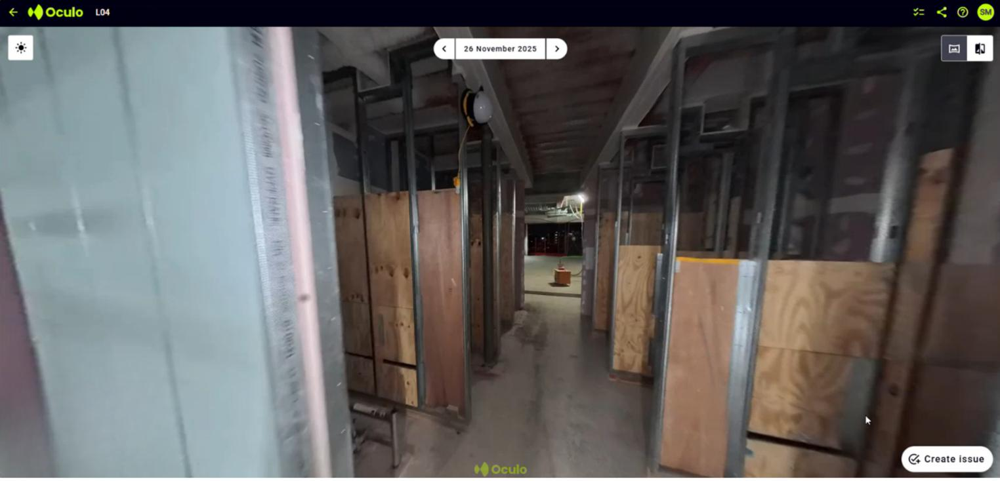 Oculo L04
SM
26 November 2025
Create issue
Oculo